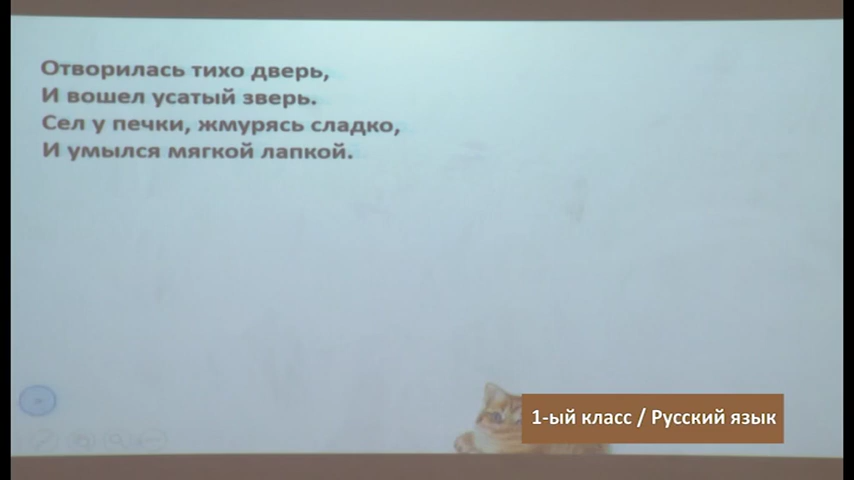 Отворилась тихо дверь,
И вошел усатый зверь.
Сел у печки, жмурясь сладко,
И умылся мягкой лапкой.
1-ый класс / Русский язык